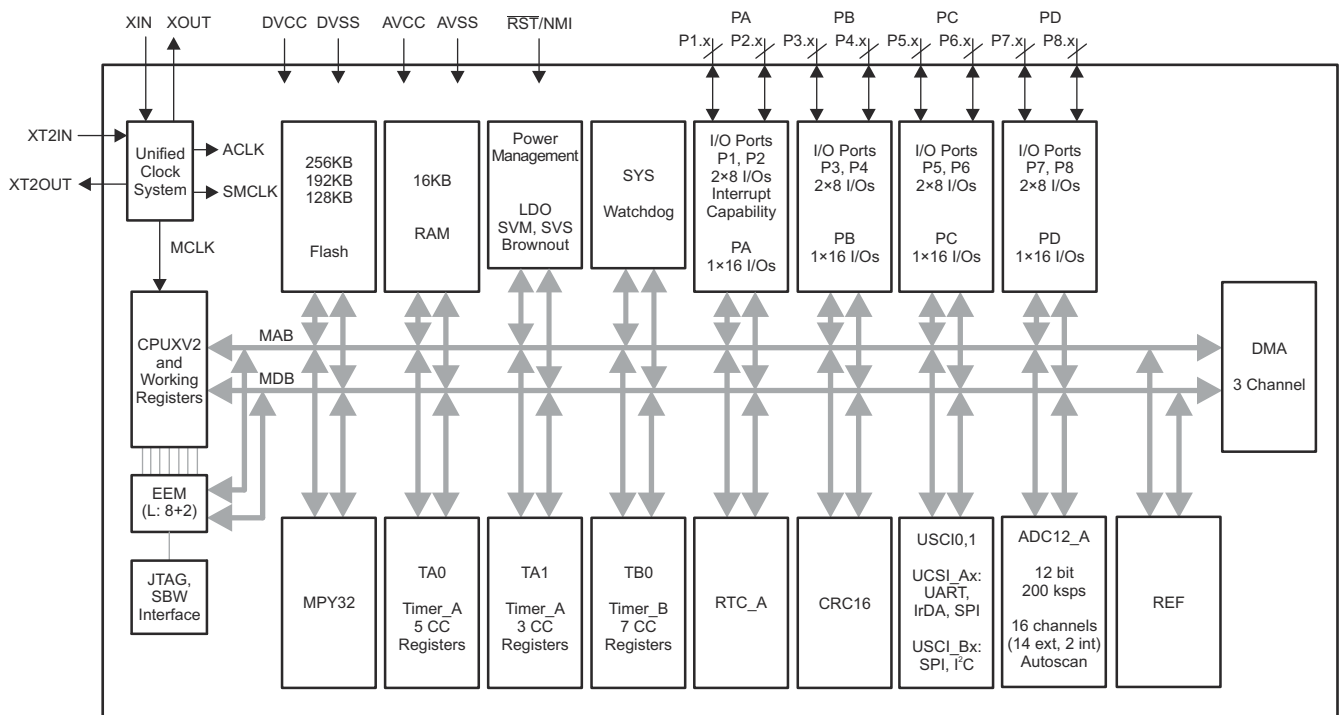 XIN XOUT DVCC DVSS AVCC AVSS RST/NMI PA PB PC PD
P1.x P2.x P3.x P4.x P5.x P6.x P7.x P8.x
XT2IN
XT2OUT
Unified
Clock
System
ACLK
SMCLK
MCLK
256KB
192KB
128KB
Flash
16KB
RAM
Power
Management
LDO
SVM, SVS
Brownout
SYS
Watchdog
I/O Ports
P1, P2
2×8 I/Os
Interrupt
Capability
PA
1×16 I/Os
I/O Ports
P3, P4
2×8 I/Os
PB
1×16 I/Os
I/O Ports
P5, P6
2×8 I/Os
PC
1×16 I/Os
I/O Ports
P7, P8
2×8 I/Os
PD
1×16 I/Os
CPUXV2
and
Working
Registers
MAB
MDB
DMA
3 Channel
EEM
(L: 8+2)
JTAG,
SBW
Interface
MPY32
TA0
Timer_A
5 CC
Registers
TA1
Timer_A
3 CC
Registers
TB0
Timer_B
7 CC
Registers
RTC_A
CRC16
USCI0,1
UCSI_Ax:
UART,
IrDA, SPI
USCI_Bx:
SPI, I²C
ADC12_A
12 bit
200 ksps
16 channels
(14 ext, 2 int)
Autoscan
REF